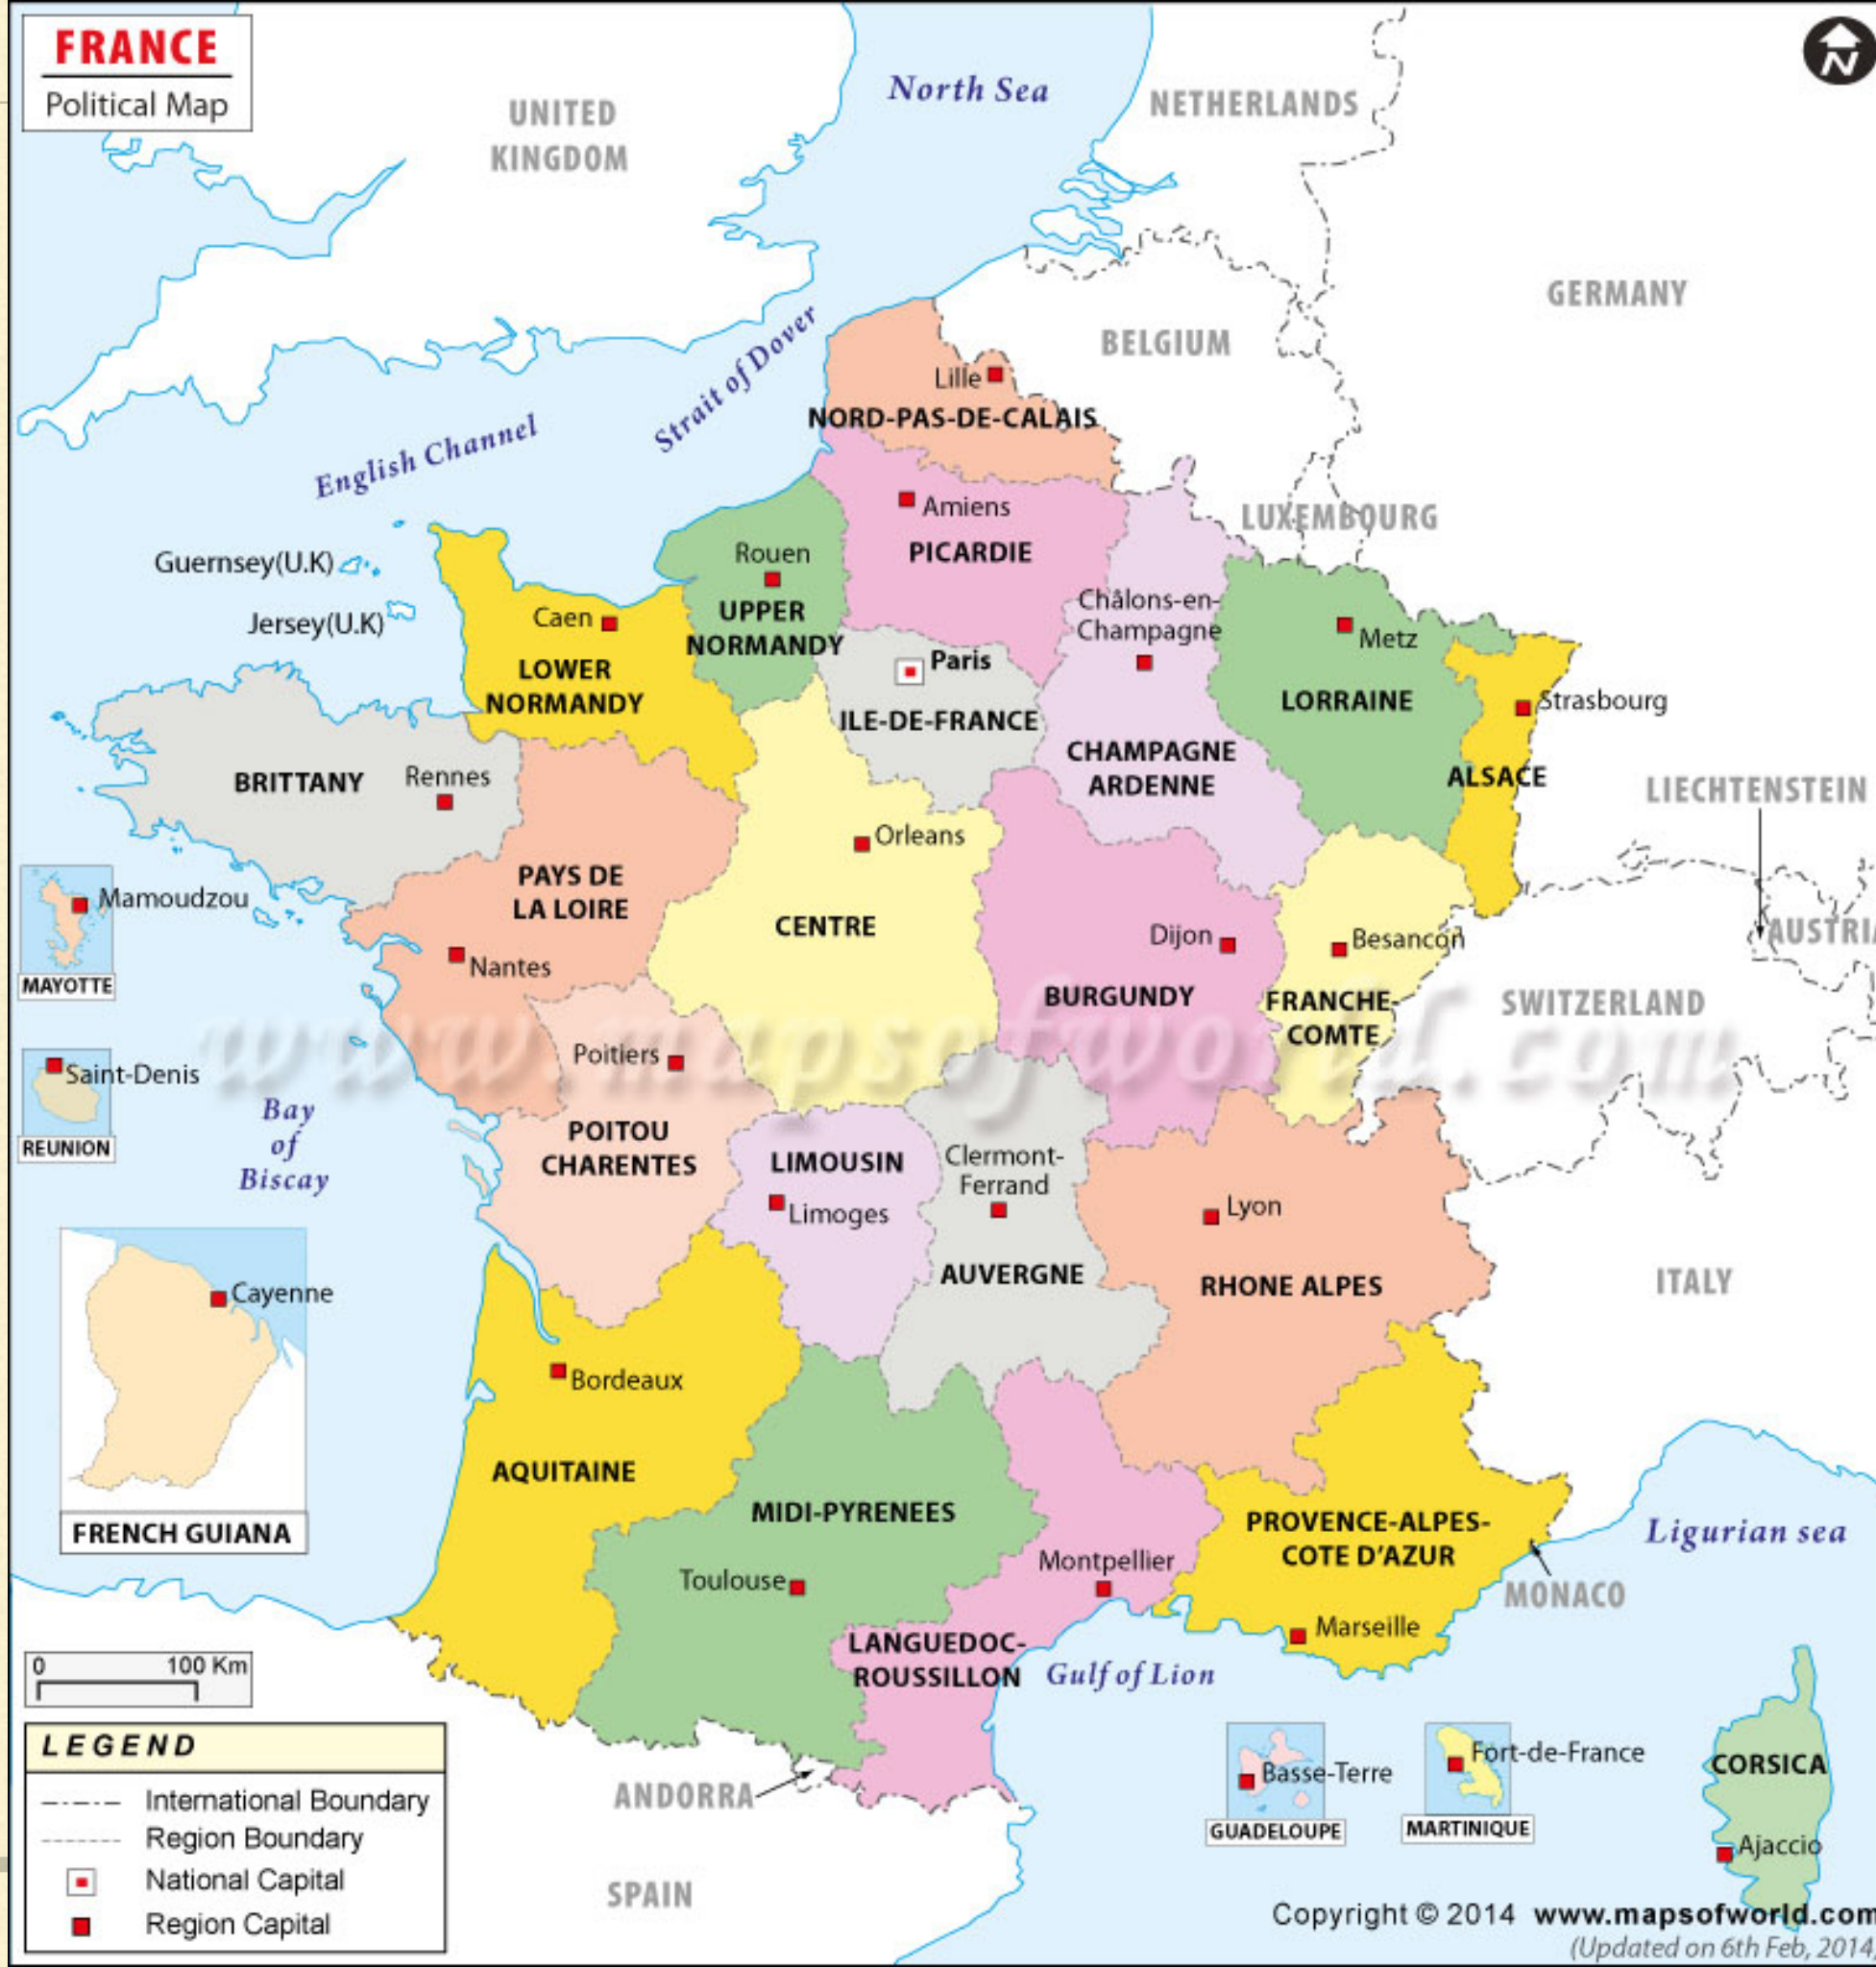 FRANCE
Political Map
N
UNITED
KINGDOM
North Sea
NETHERLANDS
GERMANY
BELGIUM
Strait of Dover
English Channel
LUXEMBOURG
Guernsey(U.K)
Jersey(U.K)
Lille
NORD-PAS-DE-CALAIS
Amiens
PICARDIE
Rouen
UPPER
NORMANDY
Caen
LOWER
NORMANDY
Paris
ILE-DE-FRANCE
Châlons-en-
Champagne
CHAMPAGNE
ARDENNE
Metz
LORRAINE
Strasbourg
ALSACE
BRITTANY
Rennes
PAYS DE
LA LOIRE
Nantes
Orleans
CENTRE
Dijon
BURGUNDY
Besancon
FRANCHE-
COMTE
LIECHTENSTEIN
AUSTRIA
SWITZERLAND
www.mapsofworld.com
Mamoudzou
MAYOTTE
Saint-Denis
REUNION
Bay
of
Biscay
Poitiers
POITOU
CHARENTES
LIMOUSIN
Limoges
Clermont-
Ferrand
AUVERGNE
Lyon
RHONE ALPES
ITALY
Cayenne
FRENCH GUIANA
Bordeaux
AQUITAINE
MIDI-PYRENEES
Toulouse
Montpellier
LANGUEDOC-
ROUSSILLON
PROVENCE-ALPES-
COTE D'AZUR
Marseille
MONACO
Ligurian sea
Gulf of Lion
ANDORRA
SPAIN
0 100 Km
LEGEND
International Boundary
Region Boundary
National Capital
Region Capital
Basse-Terre
GUADELOUPE
Fort-de-France
MARTINIQUE
CORSICA
Ajaccio
Copyright © 2014 www.mapsofworld.com
(Updated on 6th Feb, 2014)